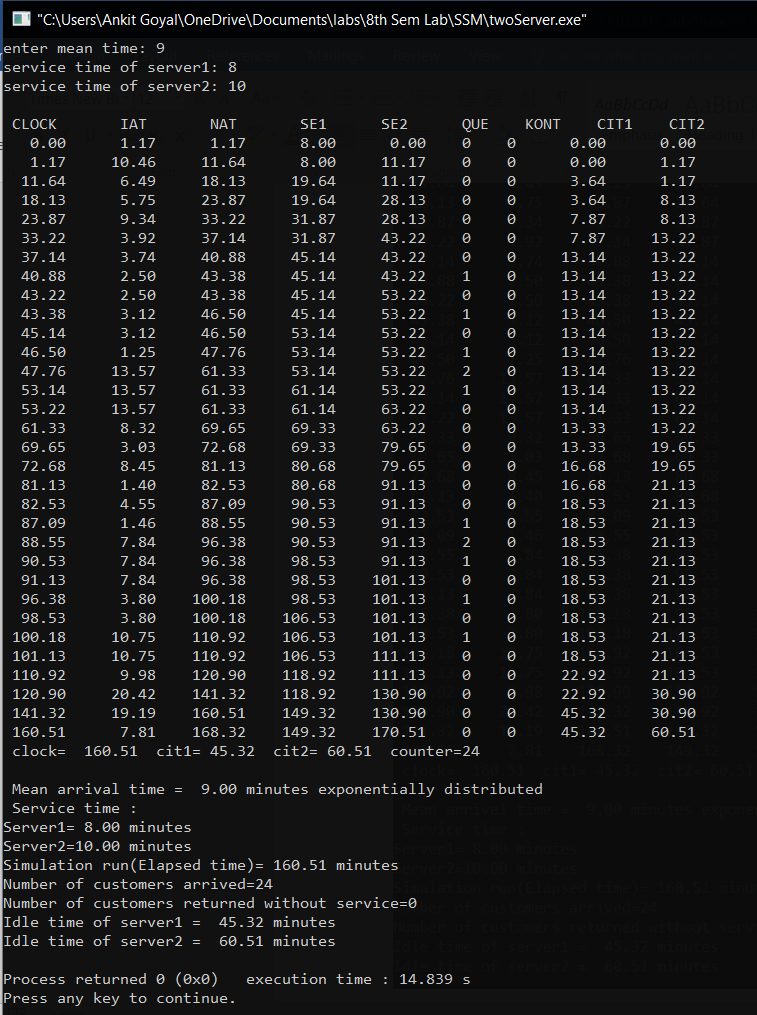 "C:\Users\Ankit Goyal\OneDrive\Documents\labs\8th Sem Lab\SSM\twoServer.exe"
enter mean time: 9
service time of server1: 8
service time of server2: 10
CLOCK IAT NAT SE1 SE2 QUE KONT CIT1 CIT2
0.00 1.17 1.17 8.00 0.00 0 0 0.00 0.00
1.17 10.46 11.64 8.00 11.17 0 0 0.00 1.17
11.64 6.49 18.13 19.64 11.17 0 0 3.64 1.17
18.13 5.75 23.87 19.64 28.13 0 0 3.64 8.13
23.87 9.34 33.22 31.87 28.13 0 0 7.87 8.13
33.22 3.92 37.14 31.87 43.22 0 0 7.87 13.22
37.14 3.74 40.88 45.14 43.22 0 0 13.14 13.22
40.88 2.50 43.38 45.14 43.22 1 0 13.14 13.22
43.22 2.50 43.38 45.14 53.22 0 0 13.14 13.22
43.38 3.12 46.50 45.14 53.22 1 0 13.14 13.22
45.14 3.12 46.50 53.14 53.22 0 0 13.14 13.22
46.50 1.25 47.76 53.14 53.22 1 0 13.14 13.22
47.76 13.57 61.33 53.14 53.22 2 0 13.14 13.22
53.14 13.57 61.33 61.14 53.22 1 0 13.14 13.22
53.22 13.57 61.33 61.14 63.22 0 0 13.14 13.22
61.33 8.32 69.65 69.33 63.22 0 0 13.33 13.22
69.65 3.03 72.68 69.33 79.65 0 0 13.33 19.65
72.68 8.45 81.13 80.68 79.65 0 0 16.68 19.65
81.13 1.40 82.53 80.68 91.13 0 0 16.68 21.13
82.53 4.55 87.09 90.53 91.13 0 0 18.53 21.13
87.09 1.46 88.55 90.53 91.13 1 0 18.53 21.13
88.55 7.84 96.38 90.53 91.13 2 0 18.53 21.13
90.53 7.84 96.38 98.53 91.13 1 0 18.53 21.13
91.13 7.84 96.38 98.53 101.13 0 0 18.53 21.13
96.38 3.80 100.18 98.53 101.13 1 0 18.53 21.13
98.53 3.80 100.18 106.53 101.13 0 0 18.53 21.13
100.18 10.75 110.92 106.53 101.13 1 0 18.53 21.13
101.13 10.75 110.92 106.53 111.13 0 0 18.53 21.13
110.92 9.98 120.90 118.92 111.13 0 0 22.92 21.13
120.90 20.42 141.32 118.92 130.90 0 0 22.92 30.90
141.32 19.19 160.51 149.32 130.90 0 0 45.32 30.90
160.51 7.81 168.32 149.32 170.51 0 0 45.32 60.51
clock= 160.51 cit1= 45.32 cit2= 60.51 counter=24
Mean arrival time = 9.00 minutes exponentially distributed
Service time :
Server1= 8.00 minutes
Server2=10.00 minutes
Simulation run(Elapsed time)= 160.51 minutes
Number of customers arrived=24
Number of customers returned without service=0
Idle time of server1 = 45.32 minutes
Idle time of server2 = 60.51 minutes
Process returned 0 (0x0) execution time : 14.839 s
Press any key to continue.